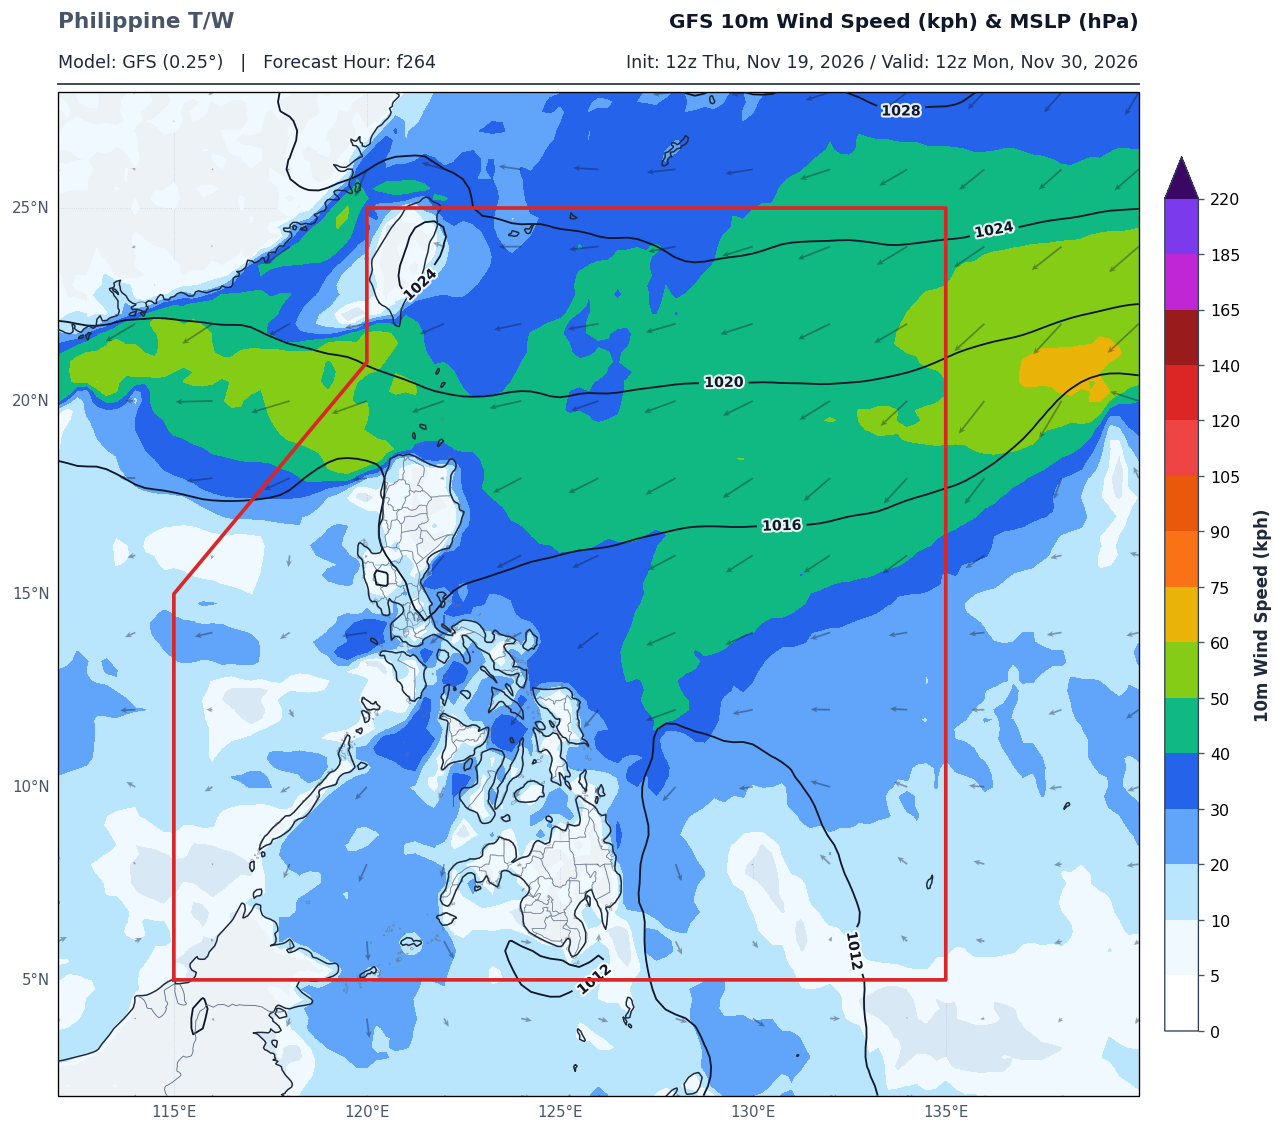 Philippine T/W
GFS 10m Wind Speed (kph) & MSLP (hPa)
Model: GFS (0.25°) | Forecast Hour: f264
Init: 12z Thu, Nov 19, 2026 / Valid: 12z Mon, Nov 30, 2026
1028
1024
1024
1020
1016
1012
1012
25°N
20°N
15°N
10°N
5°N
115°E
120°E
125°E
130°E
135°E
220
185
165
140
120
105
90
75
60
50
40
30
20
10
5
0
10m Wind Speed (kph)